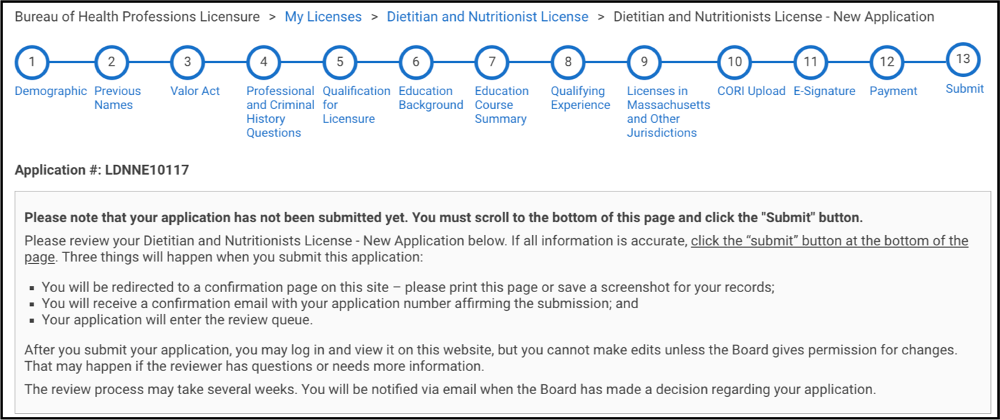 Bureau of Health Professions Licensure > My Licenses > Dietitian and Nutritionist License > Dietitian and Nutritionists License - New Application
1 2 3 4 5 6 7 8 9 10 11 12 13
Demographic Previous Valor Act Professional Qualification Education Education Qualifying Licenses in CORI Upload E-Signature Payment Submit
Names and Criminal for Background Course Experience Massachusetts
History Licensure Summary and Other
Questions Jurisdictions
Application #: LDNNE10117
Please note that your application has not been submitted yet. You must scroll to the bottom of this page and click the "Submit" button.
Please review your Dietitian and Nutritionists License - New Application below. If all information is accurate, click the “submit” button at the bottom of the
page. Three things will happen when you submit this application:
▪ You will be redirected to a confirmation page on this site – please print this page or save a screenshot for your records;
▪ You will receive a confirmation email with your application number affirming the submission; and
▪ Your application will enter the review queue.
After you submit your application, you may log in and view it on this website, but you cannot make edits unless the Board gives permission for changes.
That may happen if the reviewer has questions or needs more information.
The review process may take several weeks. You will be notified via email when the Board has made a decision regarding your application.